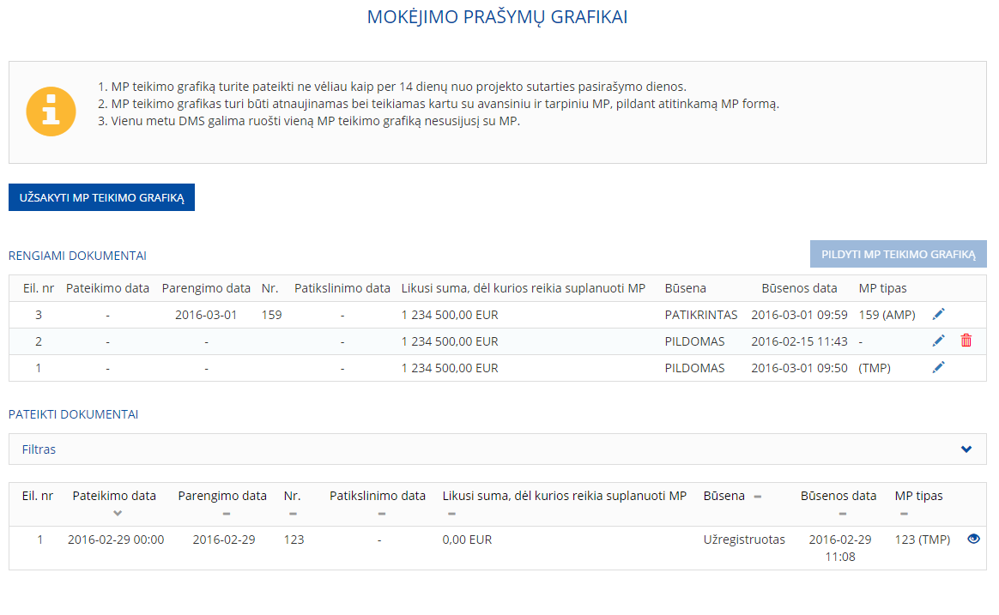 MOKĖJIMO PRAŠYMŲ GRAFIKAI
1. MP teikimo grafiką turite pateikti ne vėliau kaip per 14 dienų nuo projekto sutarties pasirašymo dienos.
2. MP teikimo grafikas turi būti atnaujinamas bei teikiamas kartu su avansiniu ir tarpiniu MP, pildant atitinkamą MP formą.
3. Vienu metu DMS galima ruošti vieną MP teikimo grafiką nesusijusį su MP.
UŽSAKYTI MP TEIKIMO GRAFIKĄ
RENGIAMI DOKUMENTAI PILDYTI MP TEIKIMO GRAFIKĄ
Eil. nr Pateikimo data Parengimo data Nr. Patikslinimo data Likusi suma, dėl kurios reikia suplanuoti MP Būsena Būsenos data MP tipas
3 - 2016-03-01 159 - 1 234 500,00 EUR PATIKRINTAS 2016-03-01 09:59 159 (AMP)
2 - - - 1 234 500,00 EUR PILDOMAS 2016-02-15 11:43 -
1 - - - 1 234 500,00 EUR PILDOMAS 2016-03-01 09:50 (TMP)
PATEIKTI DOKUMENTAI
Filtras
Eil. nr Pateikimo data Parengimo data Nr. Patikslinimo data Likusi suma, dėl kurios reikia suplanuoti MP Būsena Būsenos data MP tipas
1 2016-02-29 00:00 2016-02-29 123 - 0,00 EUR Užregistruotas 2016-02-29 123 (TMP)
11:08